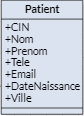 Patient
+CIN
+Nom
+Prenom
+Tele
+Email
+DateNaissance
+Ville